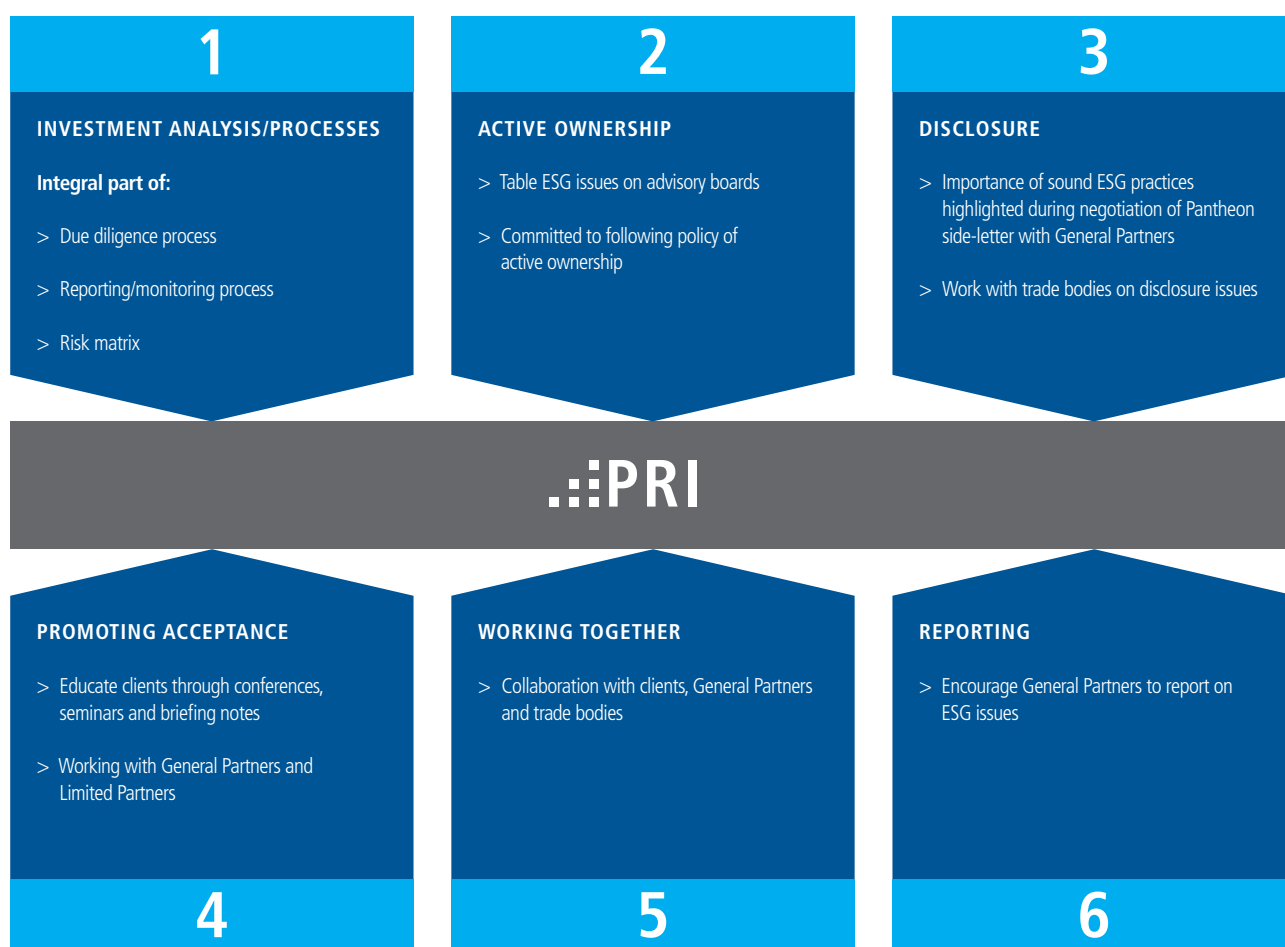 1
INVESTMENT ANALYSIS/PROCESSES
Integral part of:
> Due diligence process
> Reporting/monitoring process
> Risk matrix
2
ACTIVE OWNERSHIP
> Table ESG issues on advisory boards
> Committed to following policy of
active ownership
3
DISCLOSURE
> Importance of sound ESG practices
highlighted during negotiation of Pantheon
side-letter with General Partners
> Work with trade bodies on disclosure issues
PRI
PROMOTING ACCEPTANCE
> Educate clients through conferences,
seminars and briefing notes
> Working with General Partners and
Limited Partners
4
WORKING TOGETHER
> Collaboration with clients, General Partners
and trade bodies
5
REPORTING
> Encourage General Partners to report on
ESG issues
6